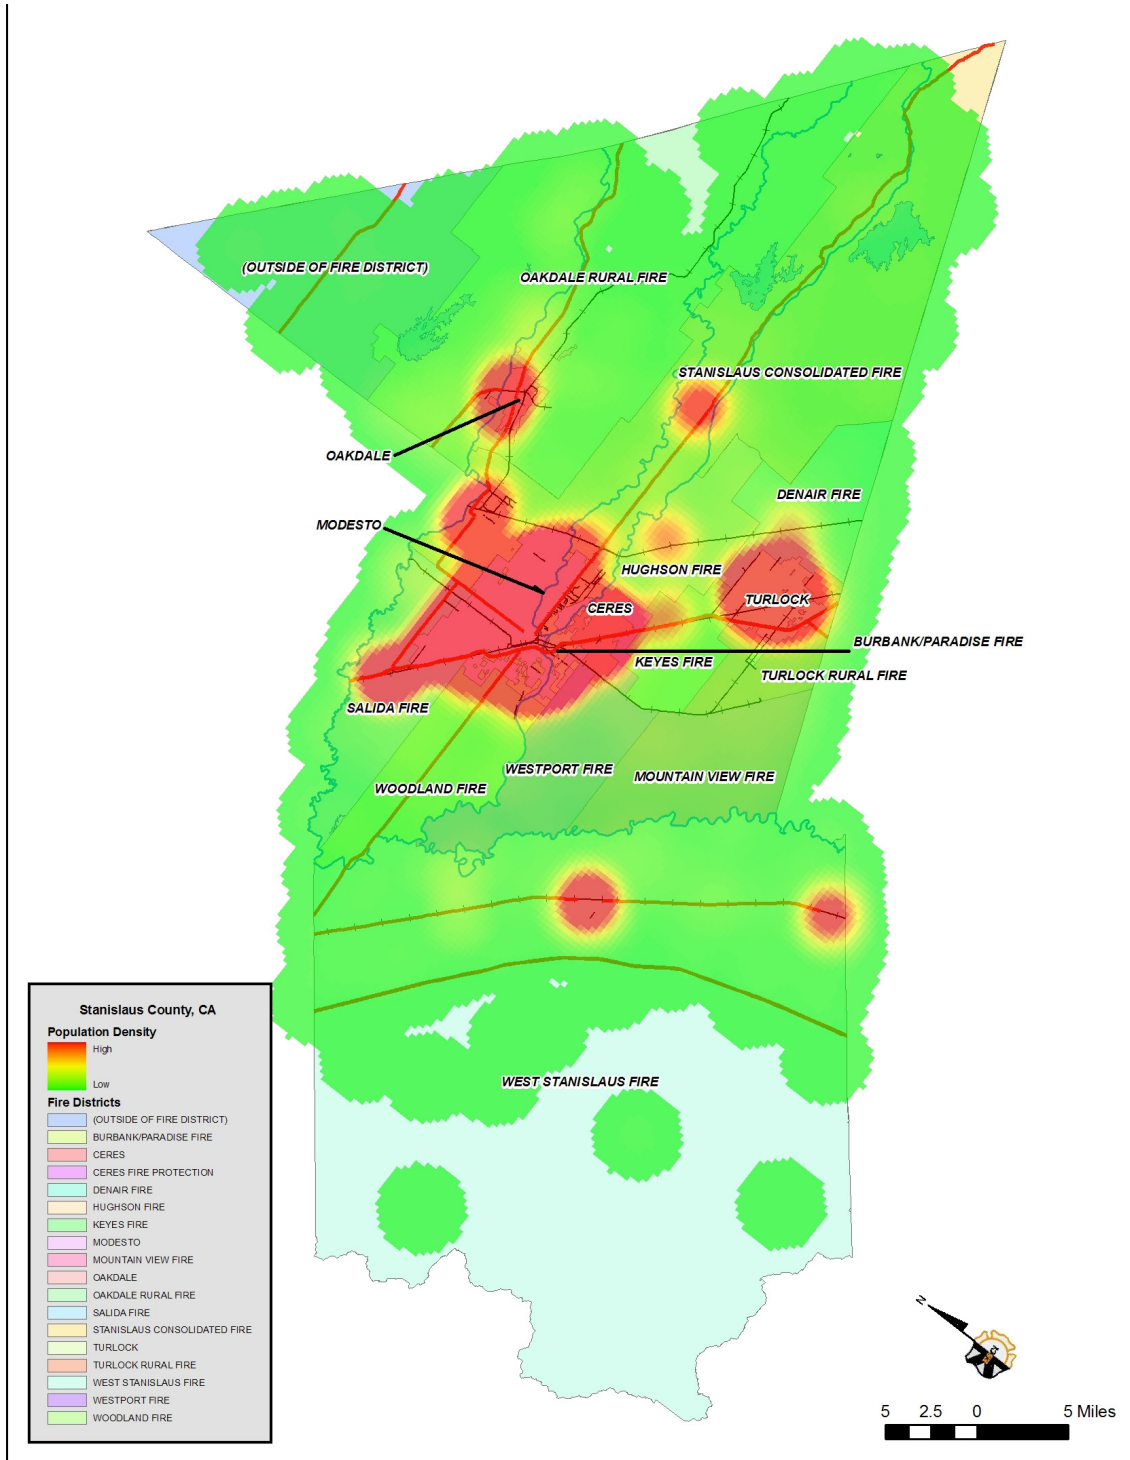 (OUTSIDE OF FIRE DISTRICT)
OAKDALE RURAL FIRE
STANISLAUS CONSOLIDATED FIRE
OAKDALE
DENAIR FIRE
MODESTO
HUGHSON FIRE
CERES
TURLOCK
BURBANK/PARADISE FIRE
KEYES FIRE
TURLOCK RURAL FIRE
SALIDA FIRE
WESTPORT FIRE
MOUNTAIN VIEW FIRE
WOODLAND FIRE
WEST STANISLAUS FIRE
Stanislaus County, CA
Population Density
High
Low
Fire Districts
(OUTSIDE OF FIRE DISTRICT)
BURBANK/PARADISE FIRE
CERES
CERES FIRE PROTECTION
DENAIR FIRE
HUGHSON FIRE
KEYES FIRE
MODESTO
MOUNTAIN VIEW FIRE
OAKDALE
OAKDALE RURAL FIRE
SALIDA FIRE
STANISLAUS CONSOLIDATED FIRE
TURLOCK
TURLOCK RURAL FIRE
WEST STANISLAUS FIRE
WESTPORT FIRE
WOODLAND FIRE
N
5 2.5 0 5 Miles